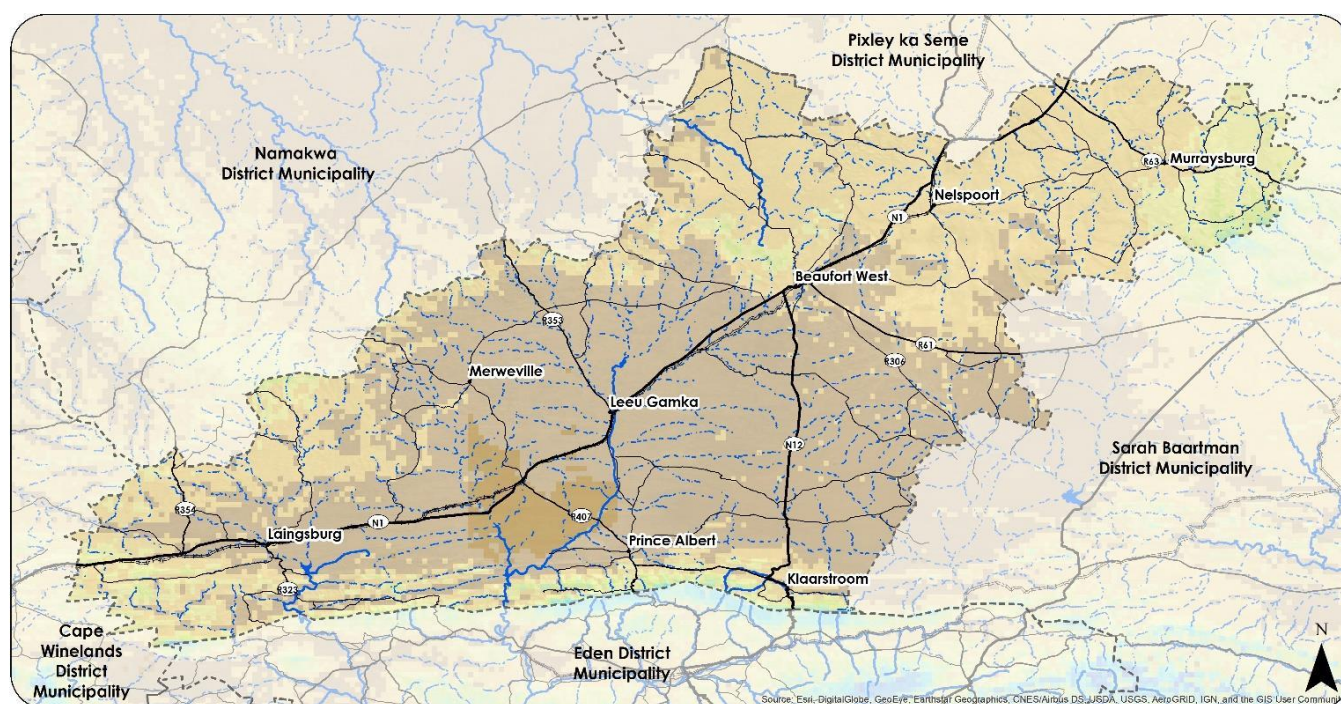 Pixley ka Seme
District Municipality
Namakwa
District Municipality
R63
Murraysburg
Nelspoort
N1
Beaufort West
R353
R61
R306
Merweville
Leeu Gamka
N12
Sarah Baartman
District Municipality
R354
R407
N1
Laingsburg
Prince Albert
Klaarstroom
R323
Cape
Winelands
District
Municipality
Eden District
Municipality
N
Source: Esri, DigitalGlobe, GeoEye, Earthstar Geographics, CNES/Airbus DS, USDA, USGS, AeroGRID, IGN, and the GIS User Communit